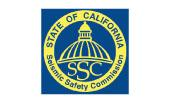 STATE OF CALIFORNIA
SSC
Seismic Safety Commission